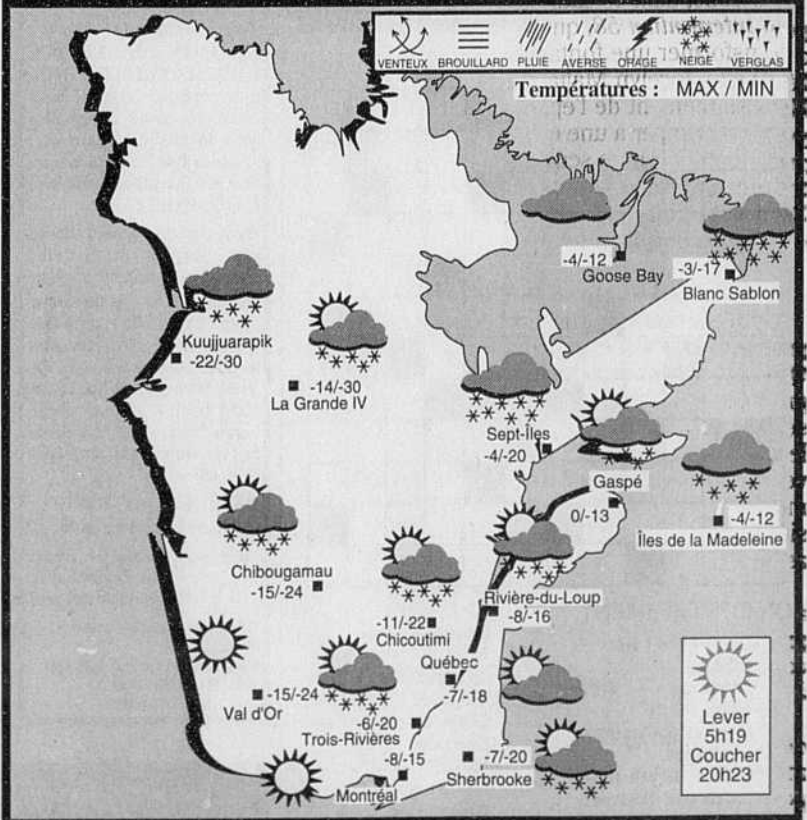 VENTEUX BROUILLARD PLUIE AVERSE ORAGE NEIGE VERGLAS
Températures : MAX / MIN
-4/-12
Goose Bay
-3/-17
Blanc Sablon
Kuujjuarapik
-22/-30
-14/-30
La Grande IV
Sept-Îles
-4/-20
Gaspé
0/-13
-4/-12
Îles de la Madeleine
Chibougamau
-15/-24
-11/-22
Chicoutimi
Rivière-du-Loup
-8/-16
Québec
-7/-18
-15/-24
Val d'Or
-6/-20
Trois-Rivières
-8/-15
Montréal
-7/-20
Sherbrooke
Lever
5h19
Coucher
20h23